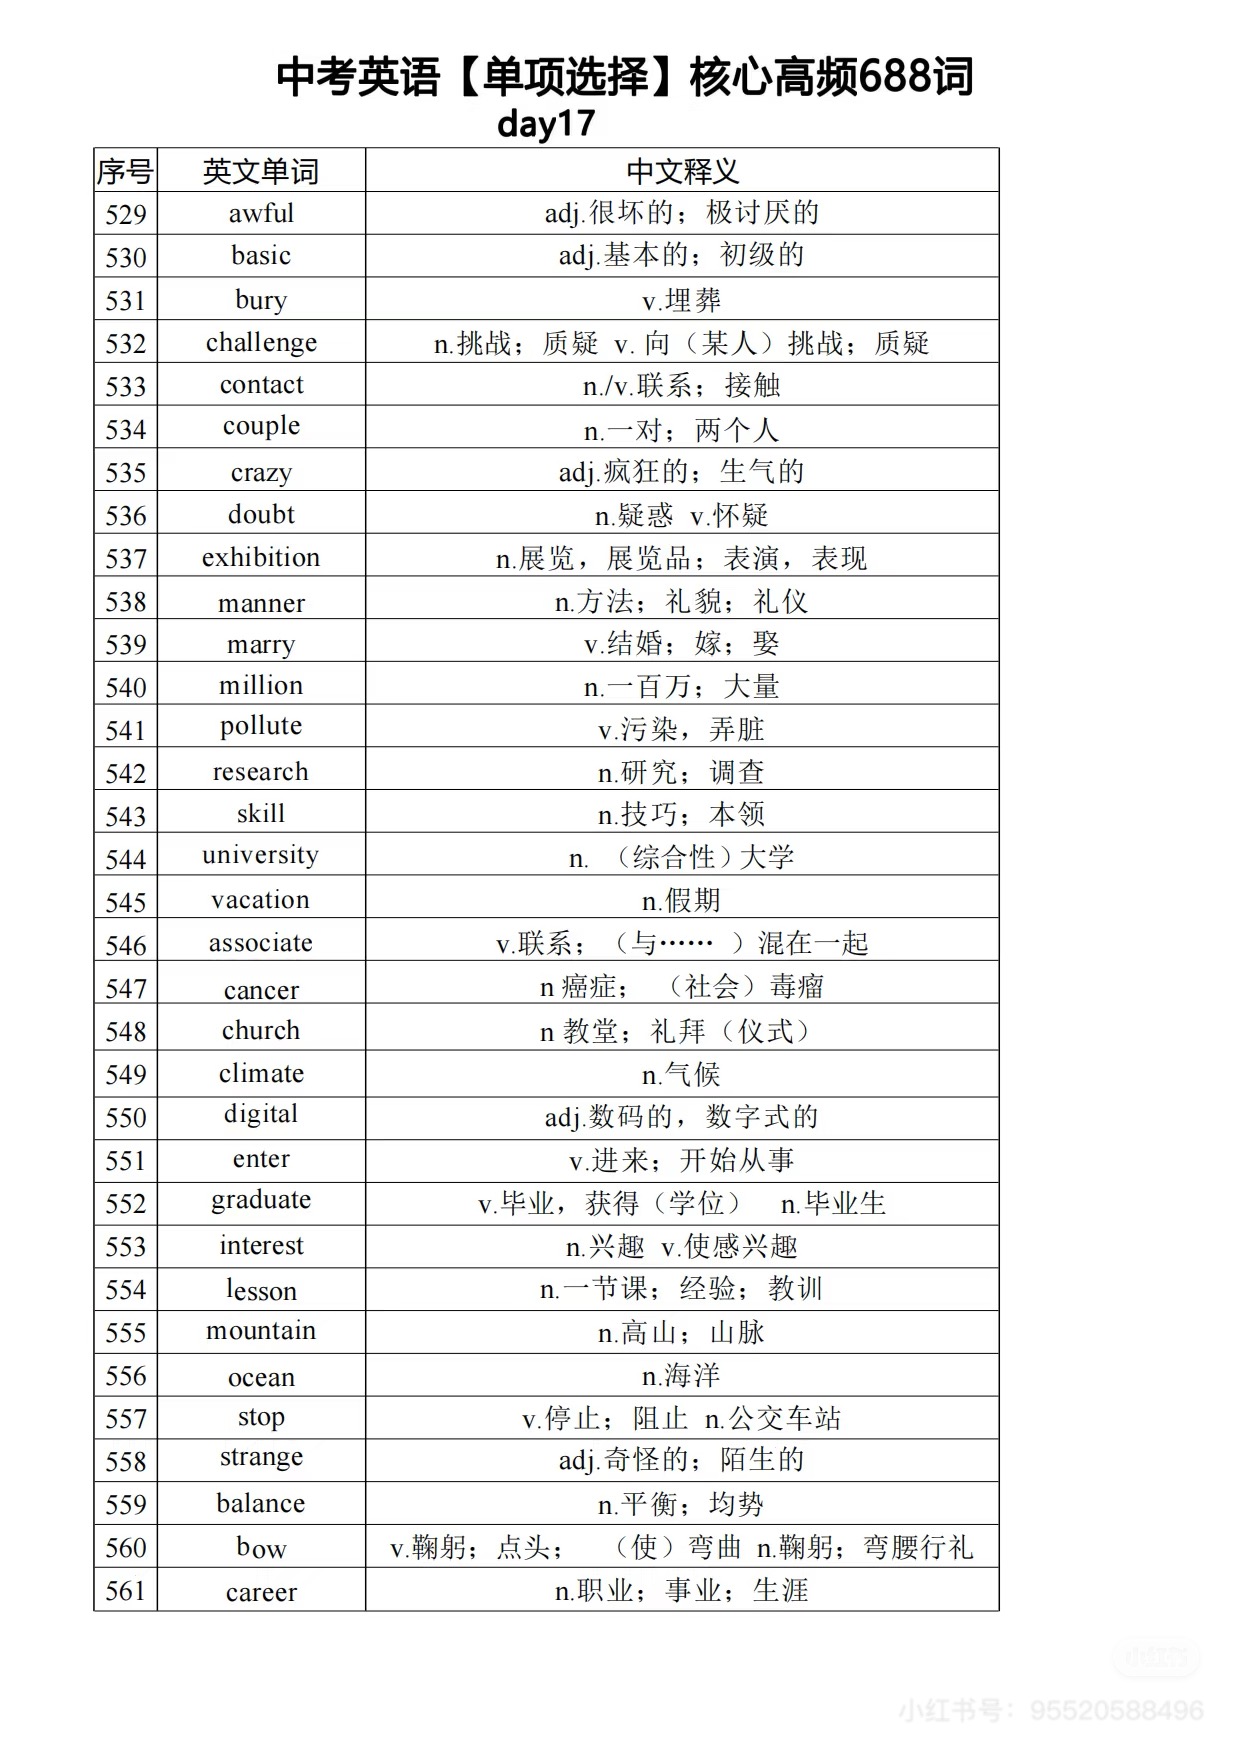 中考英语【单项选择】核心高频688词
day17
序号 英文单词 中文释义
529 awful adj.很坏的；极讨厌的
530 basic adj.基本的；初级的
531 bury v.埋葬
532 challenge n.挑战；质疑 v. 向（某人）挑战；质疑
533 contact n./v.联系；接触
534 couple n.一对；两个人
535 crazy adj.疯狂的；生气的
536 doubt n.疑惑 v.怀疑
537 exhibition n.展览，展览品；表演，表现
538 manner n.方法；礼貌；礼仪
539 marry v.结婚；嫁；娶
540 million n.一百万；大量
541 pollute v.污染，弄脏
542 research n.研究；调查
543 skill n.技巧；本领
544 university n. （综合性）大学
545 vacation n.假期
546 associate v.联系；（与…… ）混在一起
547 cancer n 癌症； （社会）毒瘤
548 church n 教堂；礼拜（仪式）
549 climate n.气候
550 digital adj.数码的，数字式的
551 enter v.进来；开始从事
552 graduate v.毕业，获得（学位） n.毕业生
553 interest n.兴趣 v.使感兴趣
554 lesson n.一节课；经验；教训
555 mountain n.高山；山脉
556 ocean n.海洋
557 stop v.停止；阻止 n.公交车站
558 strange adj.奇怪的；陌生的
559 balance n.平衡；均势
560 bow v.鞠躬；点头； （使）弯曲 n.鞠躬；弯腰行礼
561 career n.职业；事业；生涯
小红书
小红书号：95520588496